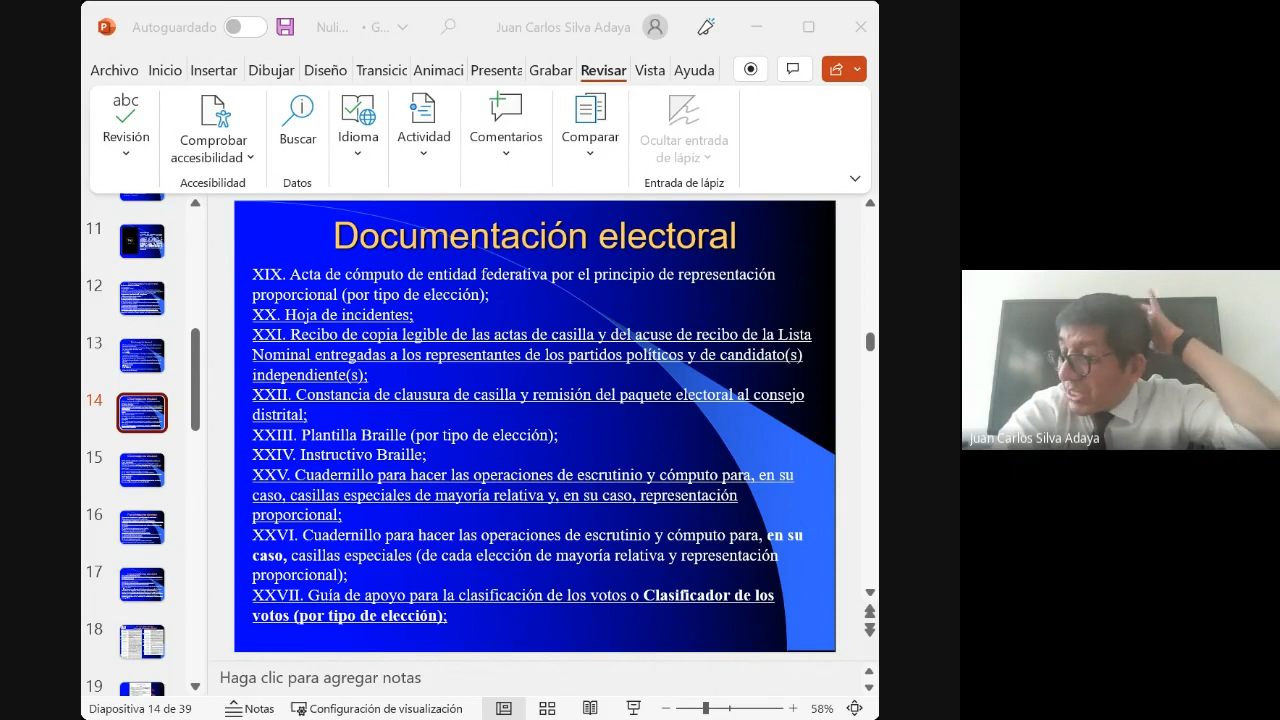 Autoguardado
Nuli... • G...
Juan Carlos Silva Adaya
Archivo Inicio Insertar Dibujar Diseño Transicic Animaci Presenta Grabar Revisar Vista Ayuda
abc
Revisión
Comprobar
accesibilidad
Accesibilidad
Buscar
Datos
Idioma
Actividad
Comentarios
Comparar
Ocultar entrada
de lápiz
Entrada de lápiz
11
12
13
14
15
16
17
18
19
Documentación electoral
XIX. Acta de cómputo de entidad federativa por el principio de representación
proporcional (por tipo de elección);
XX. Hoja de incidentes;
XXI. Recibo de copia legible de las actas de casilla y del acuse de recibo de la Lista
Nominal entregadas a los representantes de los partidos políticos y de candidato(s)
independiente(s);
XXII. Constancia de clausura de casilla y remisión del paquete electoral al consejo
distrital;
XXIII. Plantilla Braille (por tipo de elección);
XXIV. Instructivo Braille;
XXV. Cuadernillo para hacer las operaciones de escrutinio y cómputo para, en su
caso, casillas especiales de mayoría relativa y, en su caso, representación
proporcional;
XXVI. Cuadernillo para hacer las operaciones de escrutinio y cómputo para, en su
caso, casillas especiales (de cada elección de mayoría relativa y representación
proporcional);
XXVII. Guía de apoyo para la clasificación de los votos o Clasificador de los
votos (por tipo de elección);
Haga clic para agregar notas
Diapositiva 14 de 39
Notas
Configuración de visualización
58%
Juan Carlos Silva Adaya